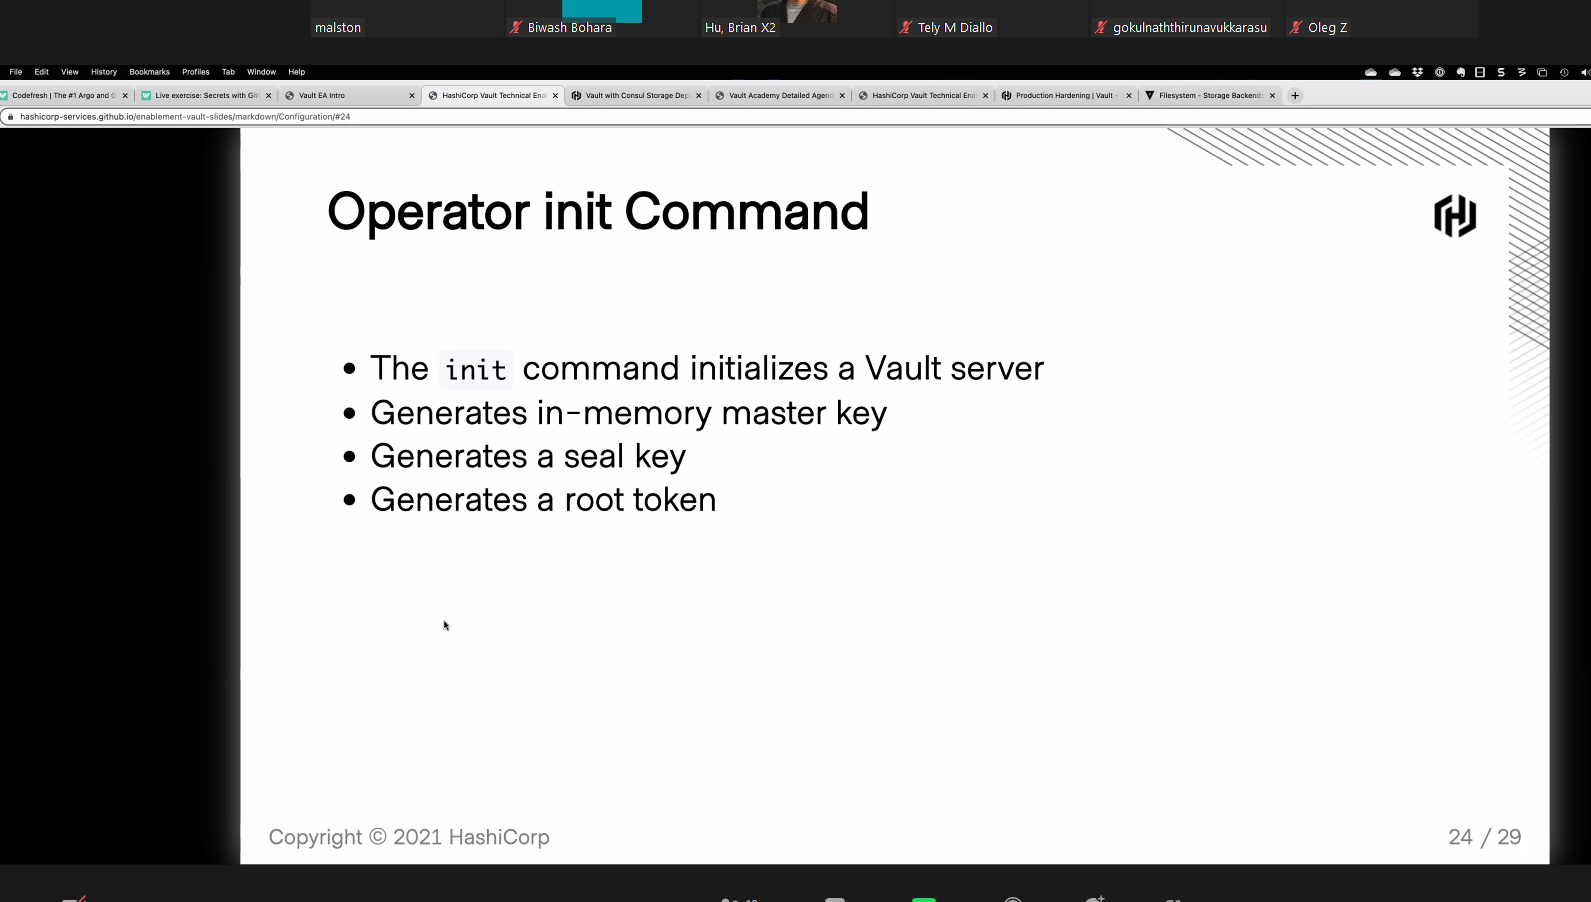 malston
Biwash Bohara
Hu, Brian X2
Tely M Diallo
gokulnaththirunavukkarasu
Oleg Z
File Edit View History Bookmarks Profiles Tab Window Help
Codefresh | The #1 Argo and G
Live exercise: Secrets with Git
Vault EA Intro
HashiCorp Vault Technical Ena
Vault with Consul Storage Dep
Vault Academy Detailed Agend
HashiCorp Vault Technical Ena
Production Hardening | Vault -
Filesystem - Storage Backends
hashicorp-services.github.io/enablement-vault-slides/markdown/Configuration/#24
Operator init Command
• The init command initializes a Vault server
• Generates in-memory master key
• Generates a seal key
• Generates a root token
Copyright © 2021 HashiCorp
24 / 29